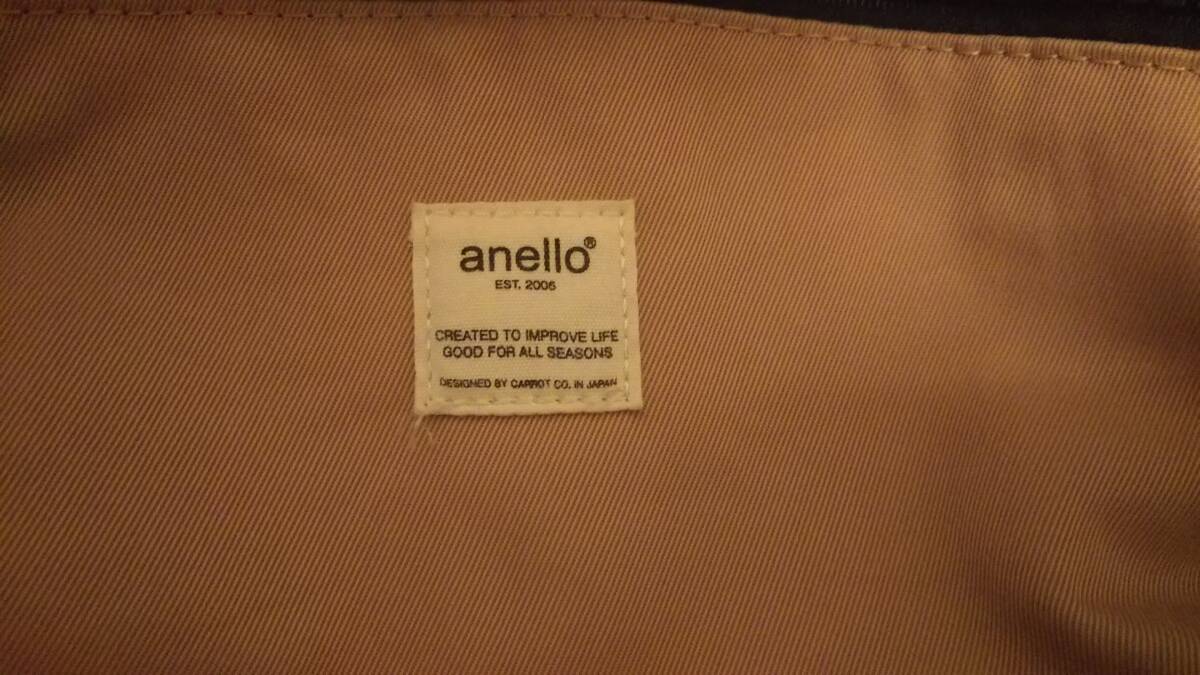 anello®
EST. 2005
CREATED TO IMPROVE LIFE
GOOD FOR ALL SEASONS
DESIGNED BY CARROT CO. IN JAPAN